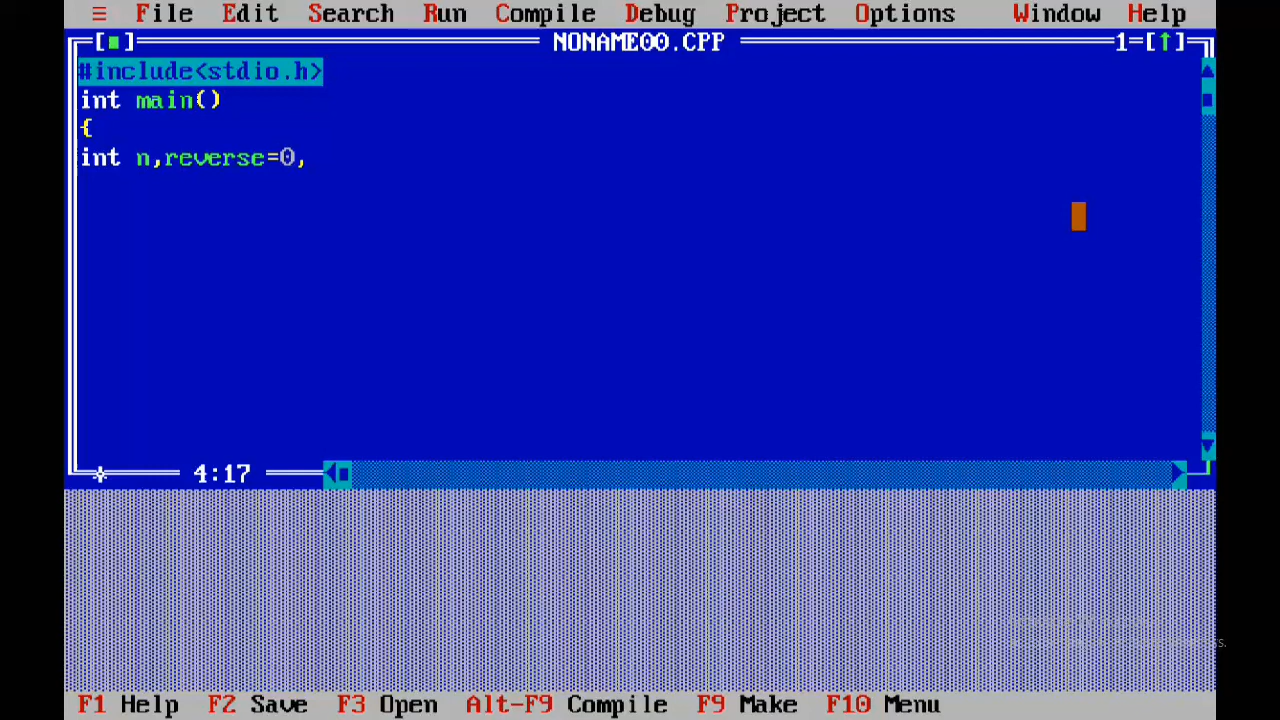 ≡ File Edit Search Run Compile Debug Project Options Window Help
[■] NONAME00.CPP 1=[↑]
#include<stdio.h>
int main()
{
int n,reverse=0,
4:17
F1 Help F2 Save F3 Open Alt-F9 Compile F9 Make F10 Menu